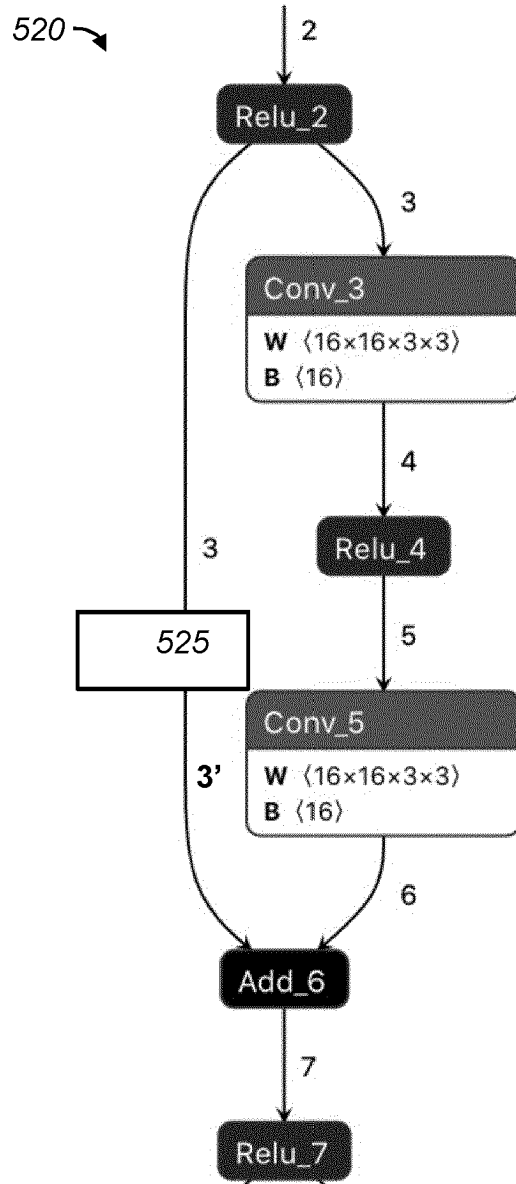 520
2
Relu_2
3
Conv_3
W ⟨16×16×3×3⟩
B ⟨16⟩
4
Relu_4
3
5
525
Conv_5
W ⟨16×16×3×3⟩
B ⟨16⟩
3’
6
Add_6
7
Relu_7